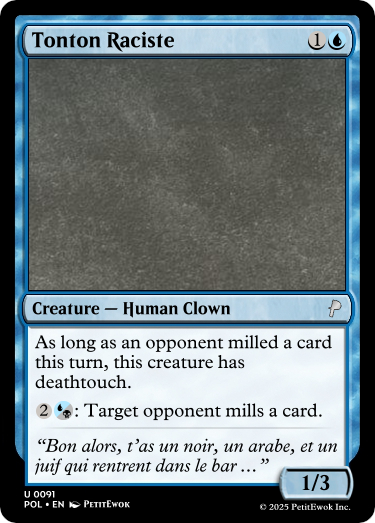 Tonton Raciste 1
Creature — Human Clown
As long as an opponent milled a card
this turn, this creature has
deathtouch.
2 : Target opponent mills a card.
“Bon alors, t'as un noir, un arabe, et un
juif qui rentrent dans le bar …”
1/3
U 0091
POL • EN PetitEwok
© 2025 PetitEwok Inc.